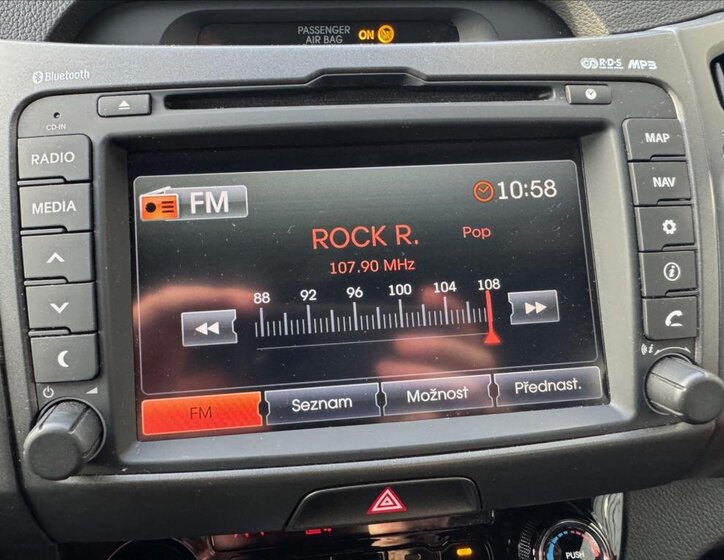 PASSENGER
AIR BAG ON
Bluetooth
R·D·S MP3
CD-IN
RADIO
MEDIA
MAP
NAV
FM
10:58
ROCK R. Pop
107.90 MHz
88 92 96 100 104 108
FM Seznam Možnost Přednast.
PUSH